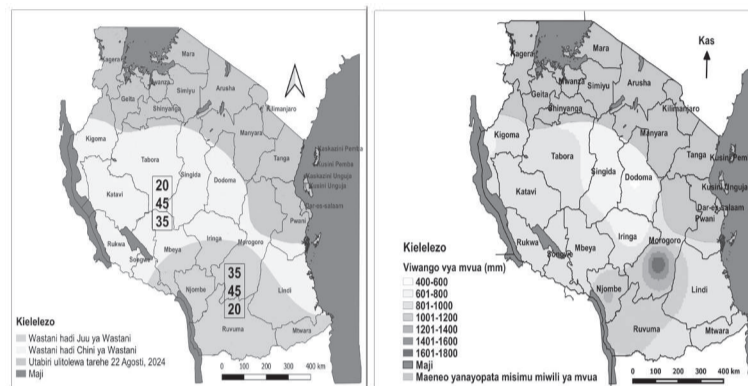 Mara
Kagera
Mwanza
Simiyu
Arusha
Geita
Shinyanga
Kilimanjaro
Kigoma
Manyara
Tabora
Tanga
Kaskazini Pemba
Kusini Pemba
Singida
Dodoma
Kusini Unguja
Katavi
20
45
35
Dar-es-salaam
Pwani
Rukwa
Iringa
Morogoro
Mbeya
Songwe
35
45
20
Njombe
Lindi
Ruvuma
Mtwara
Kielelezo
Wastani hadi Juu ya Wastani
Wastani hadi Chini ya Wastani
Utabiri ulitolewa tarehe 22 Agosti, 2024
Maji
0 100 200 300 400 km
Kas
Mara
Kagera
Mwanza
Simiyu
Arusha
Geita
Shinyanga
Kilimanjaro
Kigoma
Manyara
Tabora
Tanga
Kusini Pemba
Singida
Dodoma
Kusini Unguja
Katavi
Dar-es-salaam
Pwani
Iringa
Morogoro
Rukwa
Mbeya
Songwe
Njombe
Lindi
Ruvuma
Mtwara
Kielelezo
Viwango vya mvua (mm)
400-600
601-800
801-1000
1001-1200
1201-1400
1401-1600
1601-1800
Maji
Maeneo yanayopata misimu miwili ya mvua
0 100 200 300 400 km